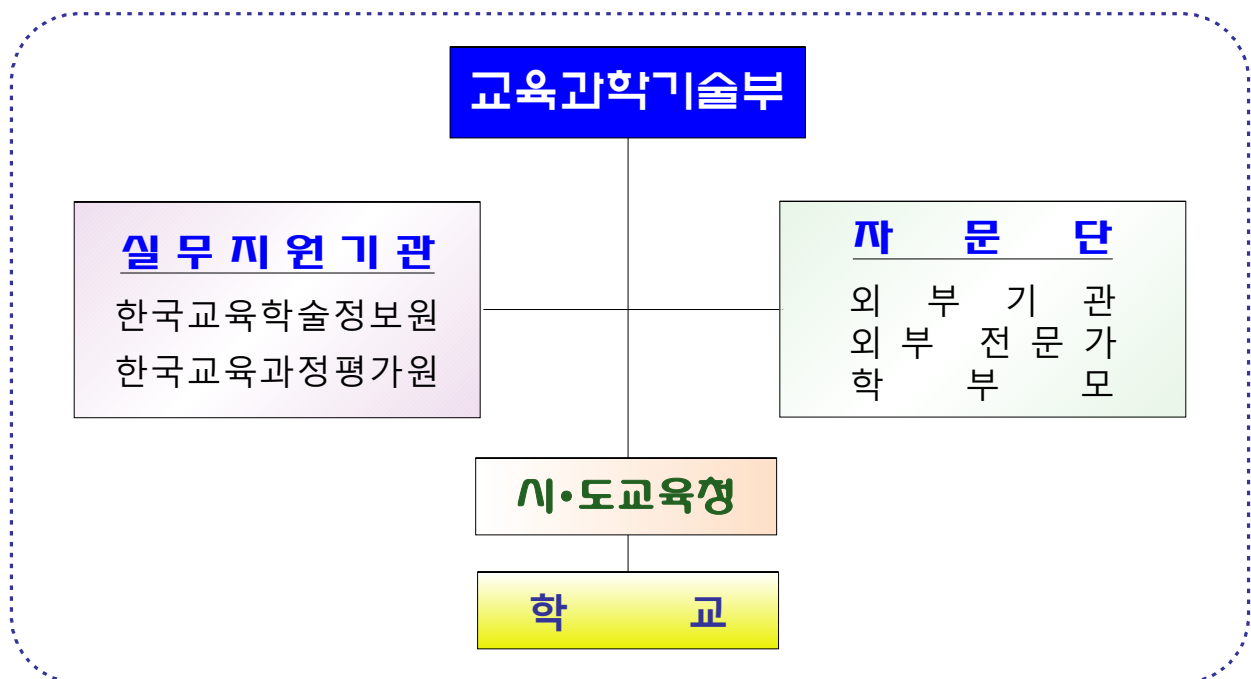 교육과학기술부
실무지원기관
한국교육학술정보원
한국교육과정평가원
자 문 단
외 부 기 관
외부 전문가
학 부 모
시·도교육청
학 교